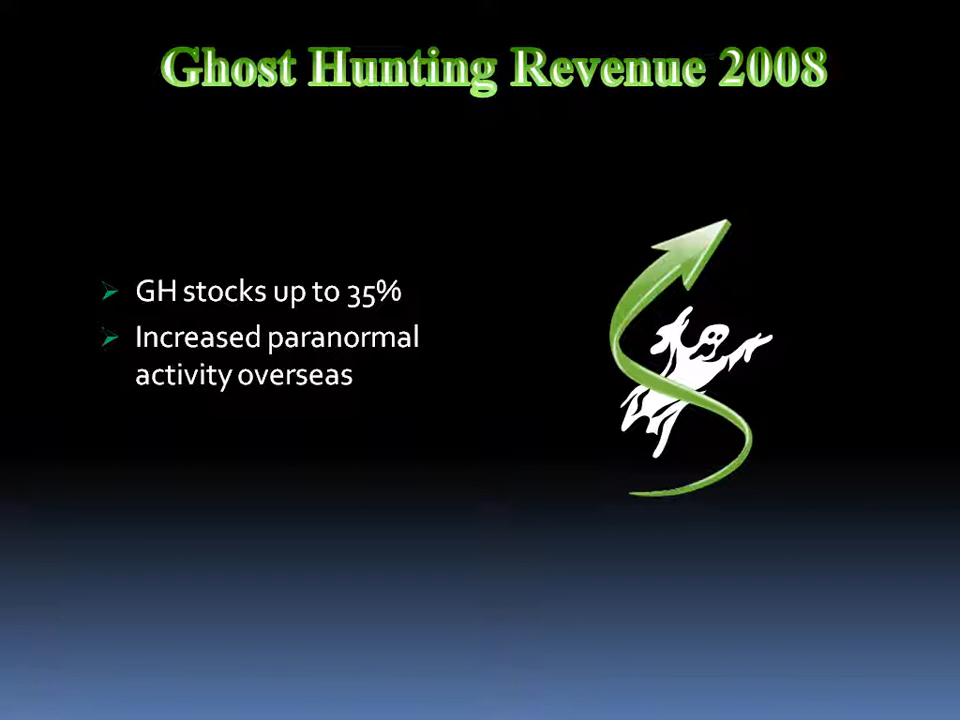 Ghost Hunting Revenue 2008
GH stocks up to 35%
Increased paranormal
activity overseas